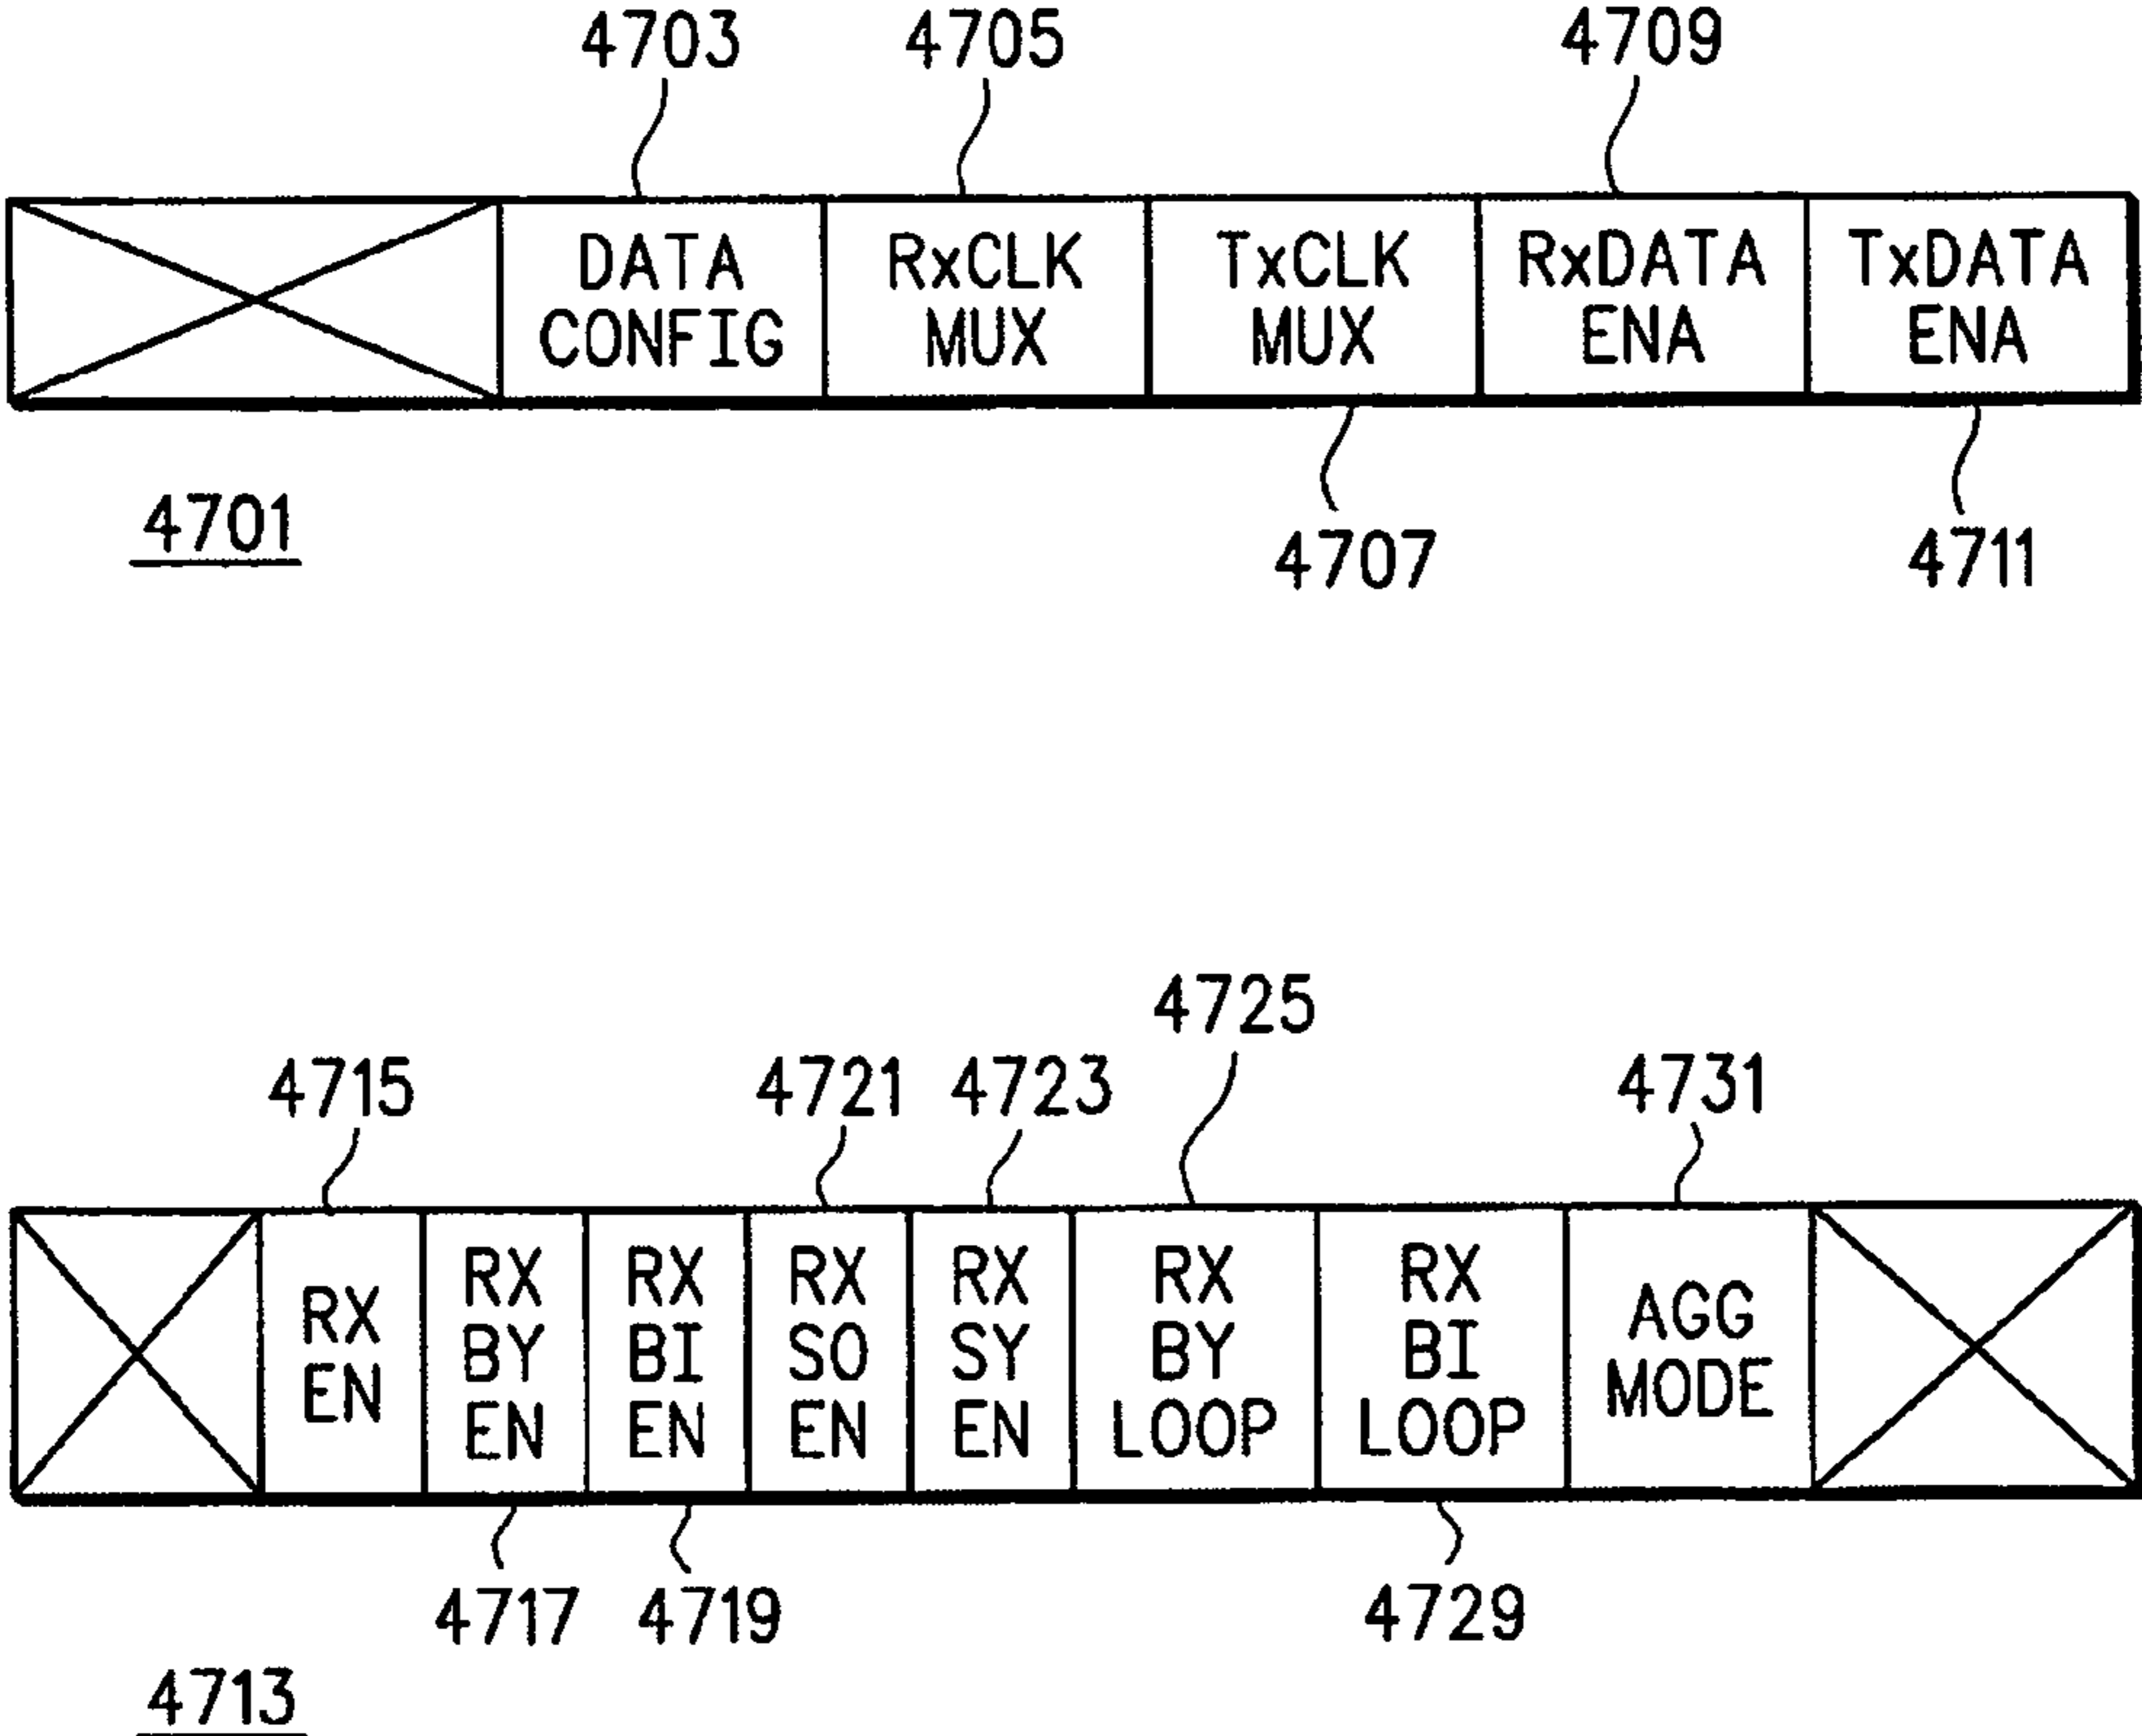 4703 4705 4709
DATA CONFIG
RxCLK MUX
TxCLK MUX
RxDATA ENA
TxDATA ENA
4701
4707 4711
4725
4715 4721 4723 4731
RX EN
RX BY EN
RX BI EN
RX SO EN
RX SY EN
RX BY LOOP
RX BI LOOP
AGG MODE
4717 4719 4729
4713